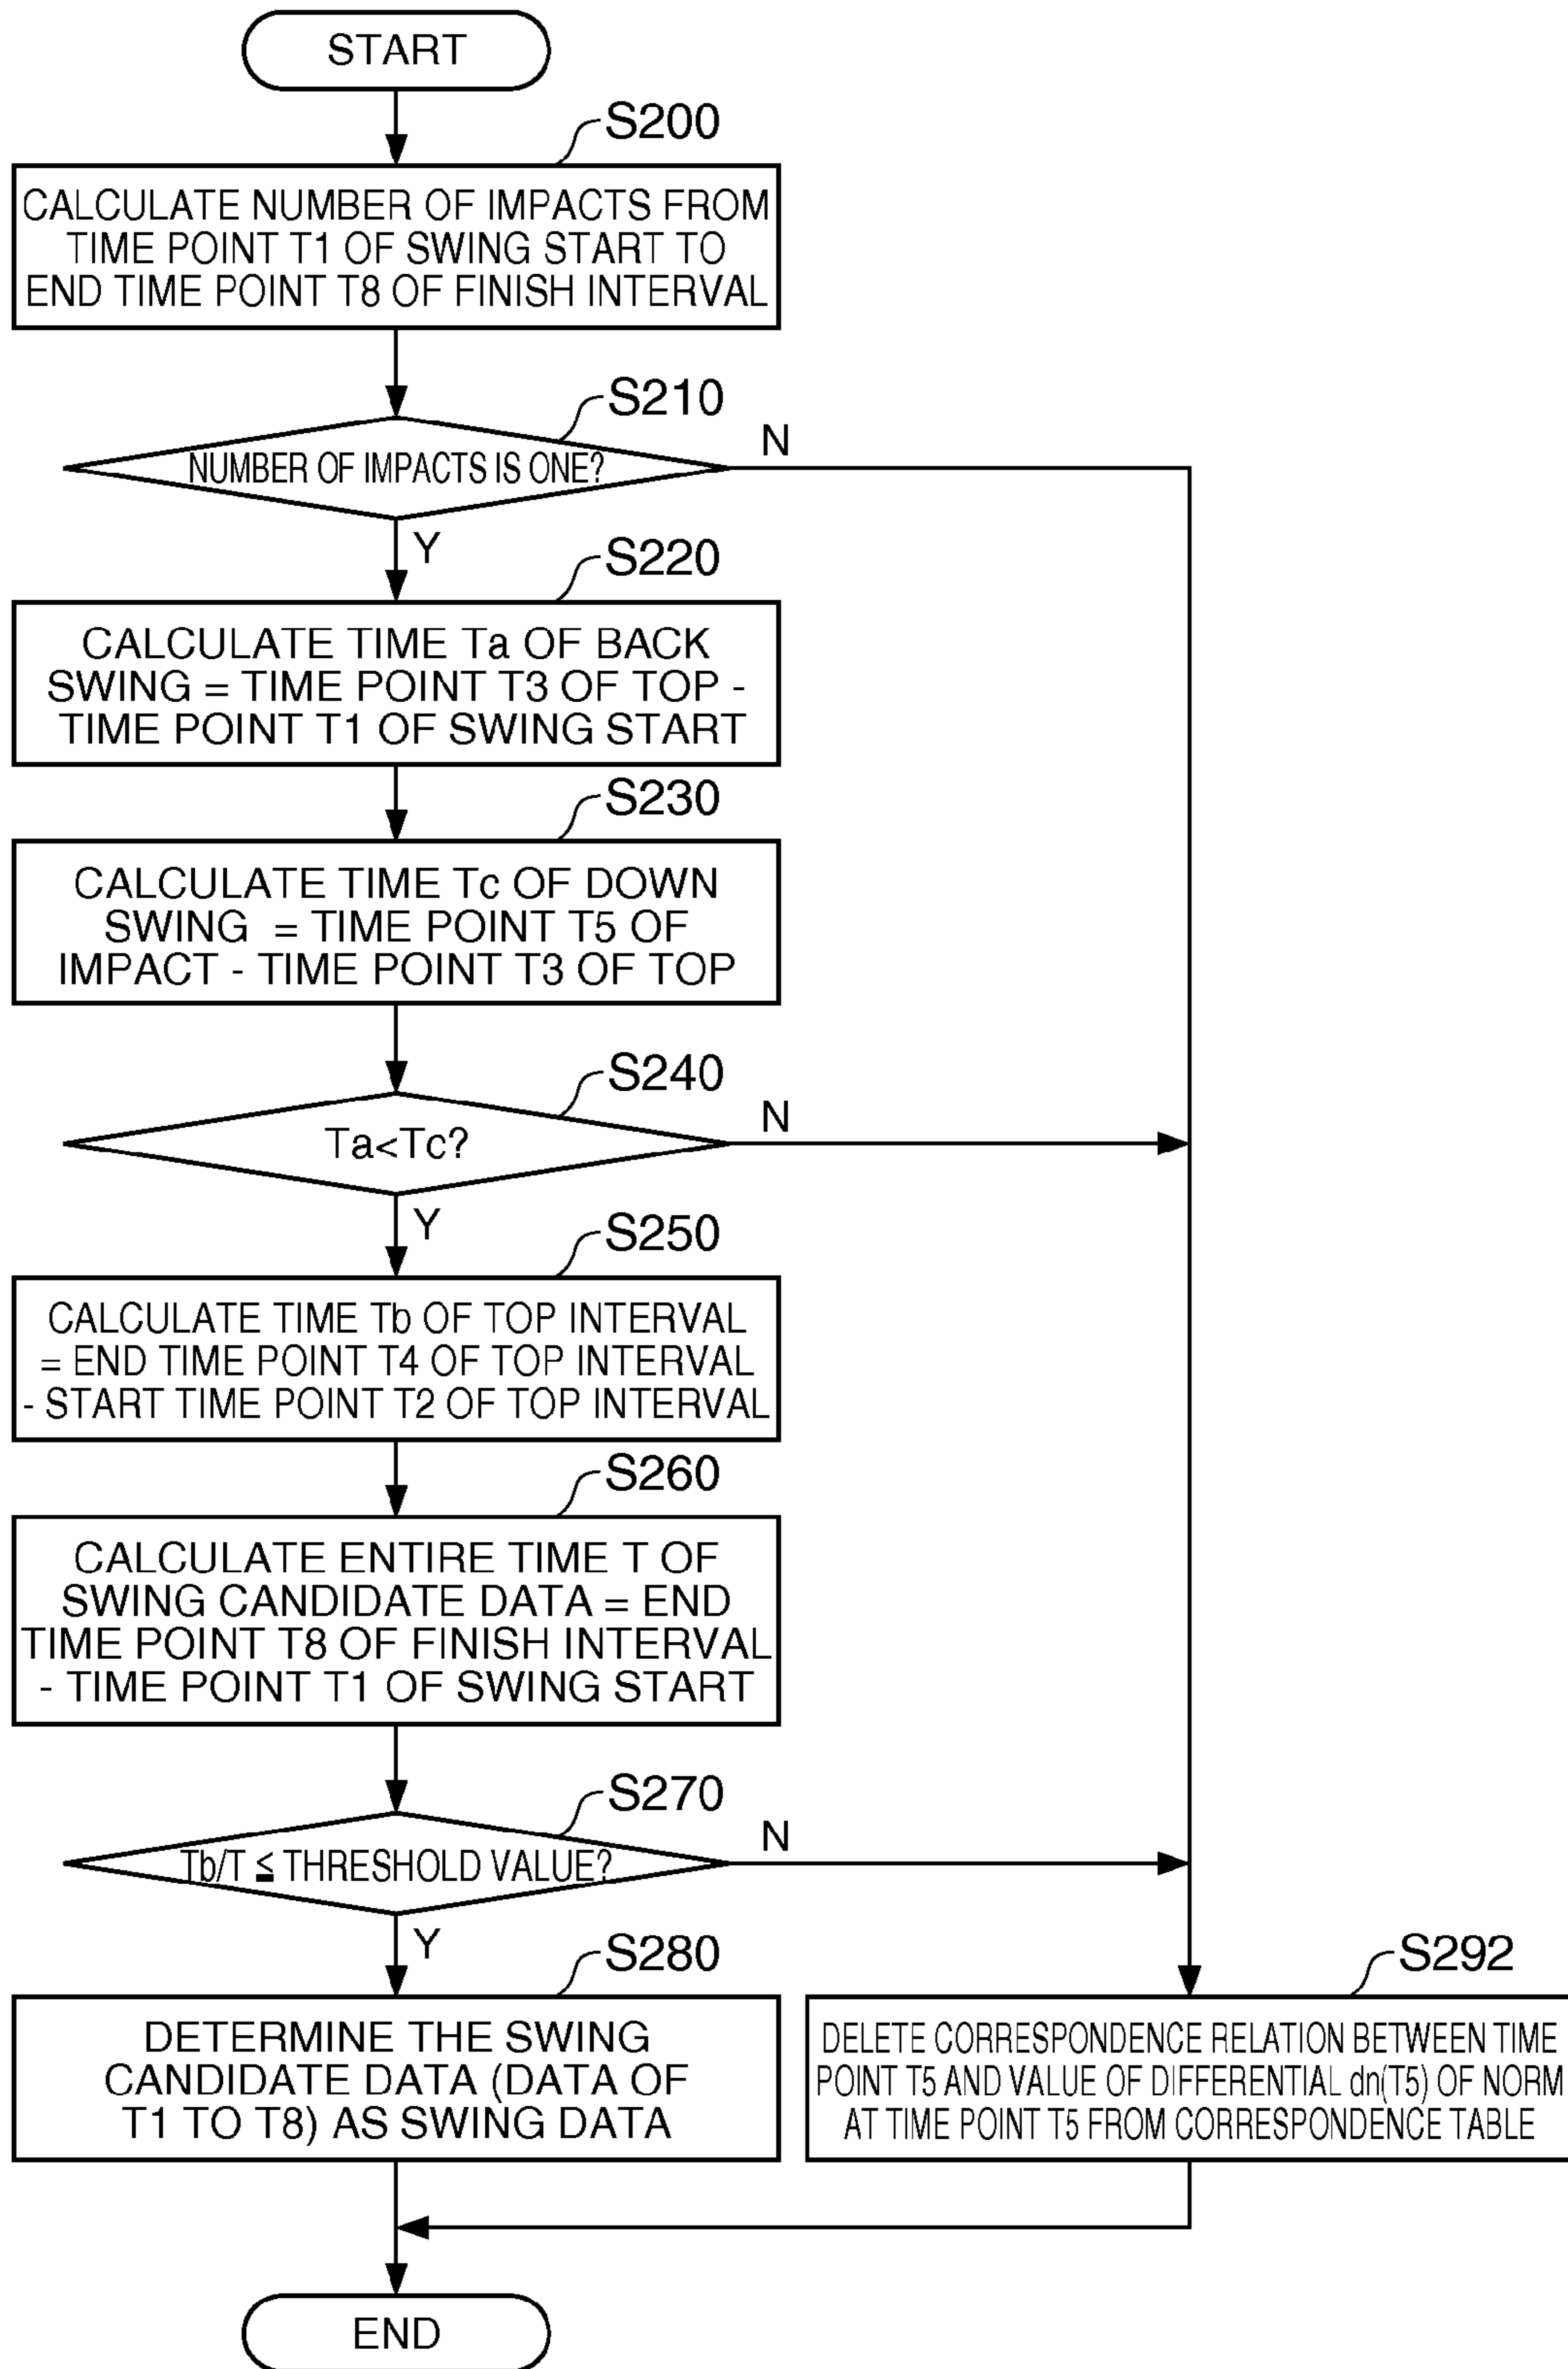 START
S200
CALCULATE NUMBER OF IMPACTS FROM
TIME POINT T1 OF SWING START TO
END TIME POINT T8 OF FINISH INTERVAL
S210
NUMBER OF IMPACTS IS ONE?
N
Y
S220
CALCULATE TIME Ta OF BACK
SWING = TIME POINT T3 OF TOP -
TIME POINT T1 OF SWING START
S230
CALCULATE TIME Tc OF DOWN
SWING = TIME POINT T5 OF
IMPACT - TIME POINT T3 OF TOP
S240
Ta<Tc?
N
Y
S250
CALCULATE TIME Tb OF TOP INTERVAL
= END TIME POINT T4 OF TOP INTERVAL
- START TIME POINT T2 OF TOP INTERVAL
S260
CALCULATE ENTIRE TIME T OF
SWING CANDIDATE DATA = END
TIME POINT T8 OF FINISH INTERVAL
- TIME POINT T1 OF SWING START
S270
Tb/T ≦ THRESHOLD VALUE?
N
Y
S280
DETERMINE THE SWING
CANDIDATE DATA (DATA OF
T1 TO T8) AS SWING DATA
S292
DELETE CORRESPONDENCE RELATION BETWEEN TIME
POINT T5 AND VALUE OF DIFFERENTIAL dn(T5) OF NORM
AT TIME POINT T5 FROM CORRESPONDENCE TABLE
END